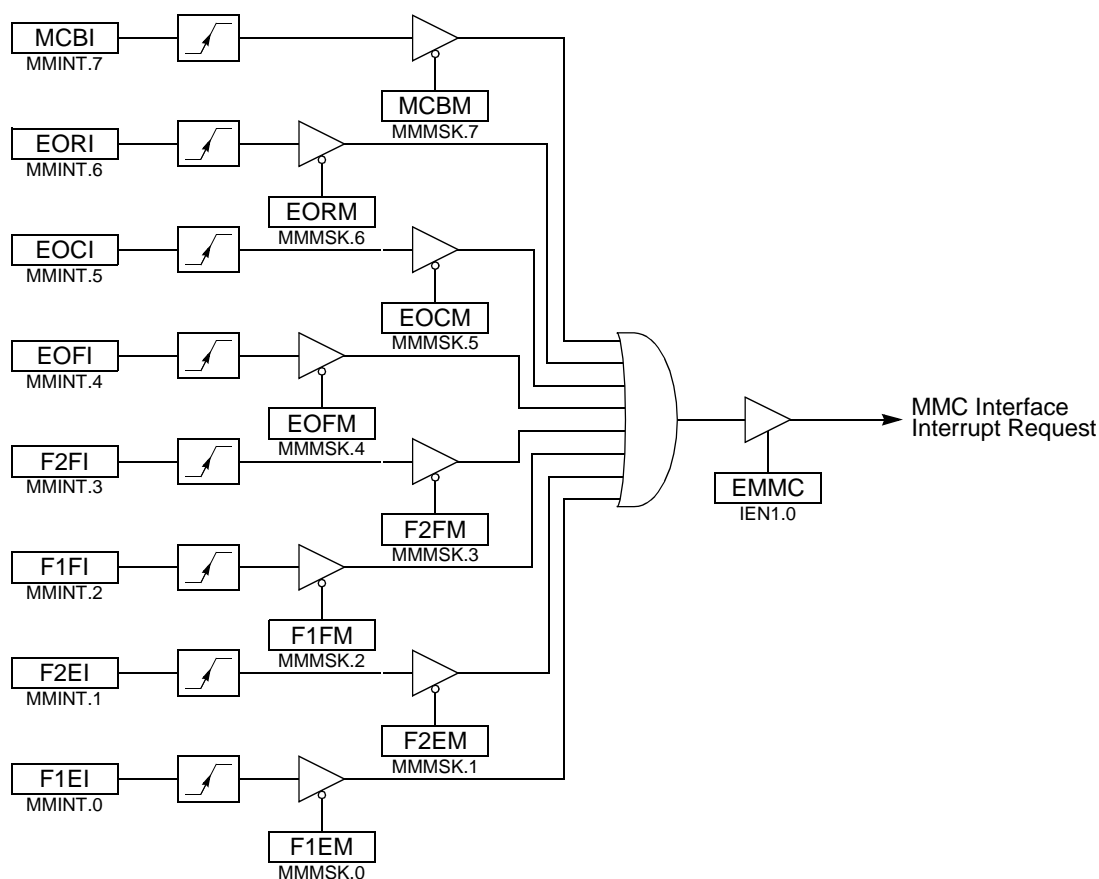 MCBI
MMINT.7
MCBM
MMMSK.7
EORI
MMINT.6
EORM
MMMSK.6
EOCI
MMINT.5
EOCM
MMMSK.5
EOFI
MMINT.4
EOFM
MMMSK.4
MMC Interface
Interrupt Request
EMMC
IEN1.0
F2FI
MMINT.3
F2FM
MMMSK.3
F1FI
MMINT.2
F1FM
MMMSK.2
F2EI
MMINT.1
F2EM
MMMSK.1
F1EI
MMINT.0
F1EM
MMMSK.0